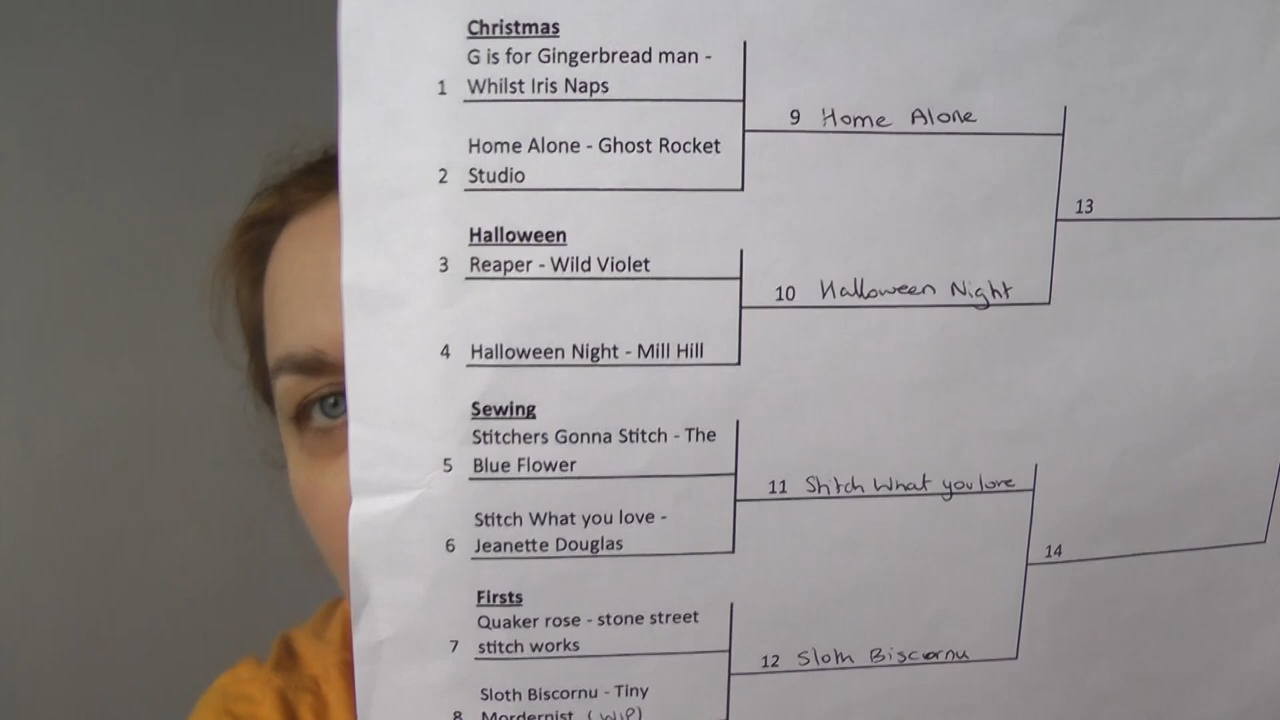 Christmas
G is for Gingerbread man -
1 Whilst Iris Naps
9 Home Alone
Home Alone - Ghost Rocket
2 Studio
13
Halloween
3 Reaper - Wild Violet
10 Halloween Night
4 Halloween Night - Mill Hill
Sewing
Stitchers Gonna Stitch - The
5 Blue Flower
11 Stitch What you love
Stitch What you love -
6 Jeanette Douglas
14
Firsts
Quaker rose - stone street
7 stitch works
12 Sloth Biscornu
Sloth Biscornu - Tiny
8 Mordernist (WIP)